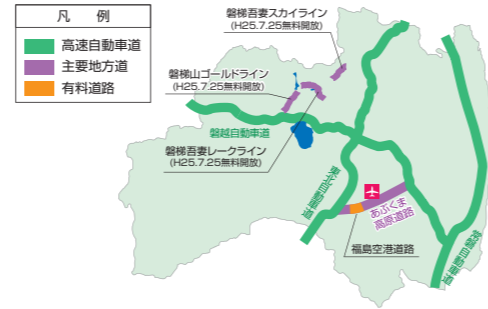 凡 例
高速自動車道
主要地方道
有料道路
磐梯吾妻スカイライン
(H25.7.25無料開放)
磐梯山ゴールドライン
(H25.7.25無料開放)
磐越自動車道
磐梯吾妻レークライン
(H25.7.25無料開放)
東北自動車道
あぶくま
高原道路
福島空港道路
常磐自動車道